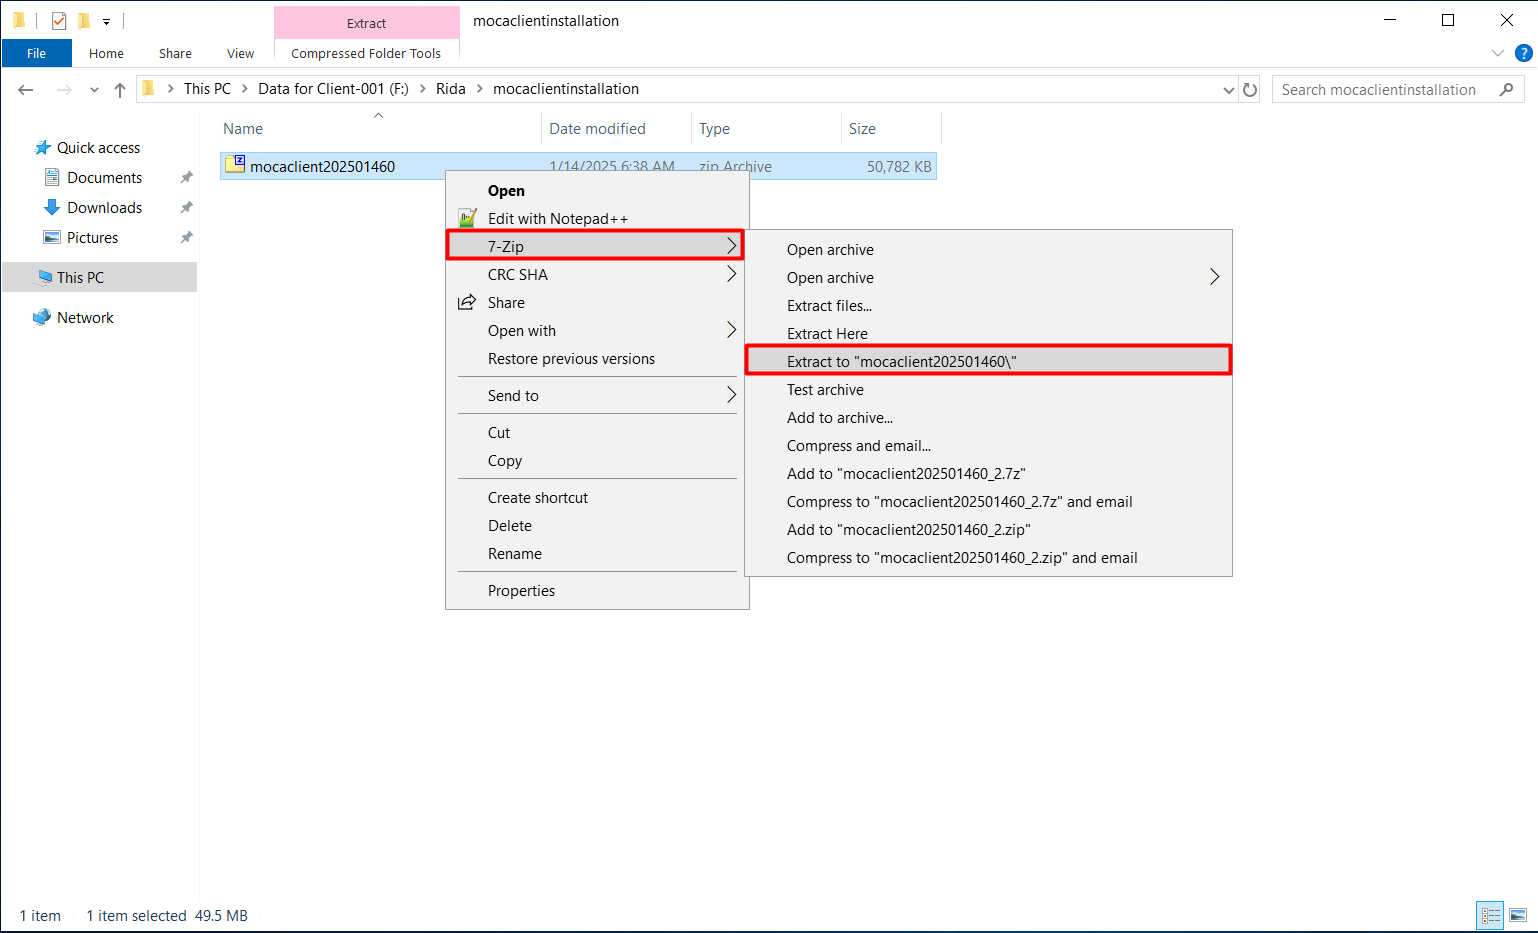 Extract
mocaclientinstallation
File
Home
Share
View
Compressed Folder Tools
This PC
Data for Client-001 (F:)
Rida
mocaclientinstallation
Search mocaclientinstallation
Name
Date modified
Type
Size
Quick access
Documents
Downloads
Pictures
This PC
Network
mocaclient202501460
1/14/2025 6:38 AM
zip Archive
50,782 KB
Open
Edit with Notepad++
7-Zip
CRC SHA
Share
Open with
Restore previous versions
Send to
Cut
Copy
Create shortcut
Delete
Rename
Properties
Open archive
Open archive
Extract files...
Extract Here
Extract to "mocaclient202501460\"
Test archive
Add to archive...
Compress and email...
Add to "mocaclient202501460_2.7z"
Compress to "mocaclient202501460_2.7z" and email
Add to "mocaclient202501460_2.zip"
Compress to "mocaclient202501460_2.zip" and email
1 item
1 item selected 49.5 MB